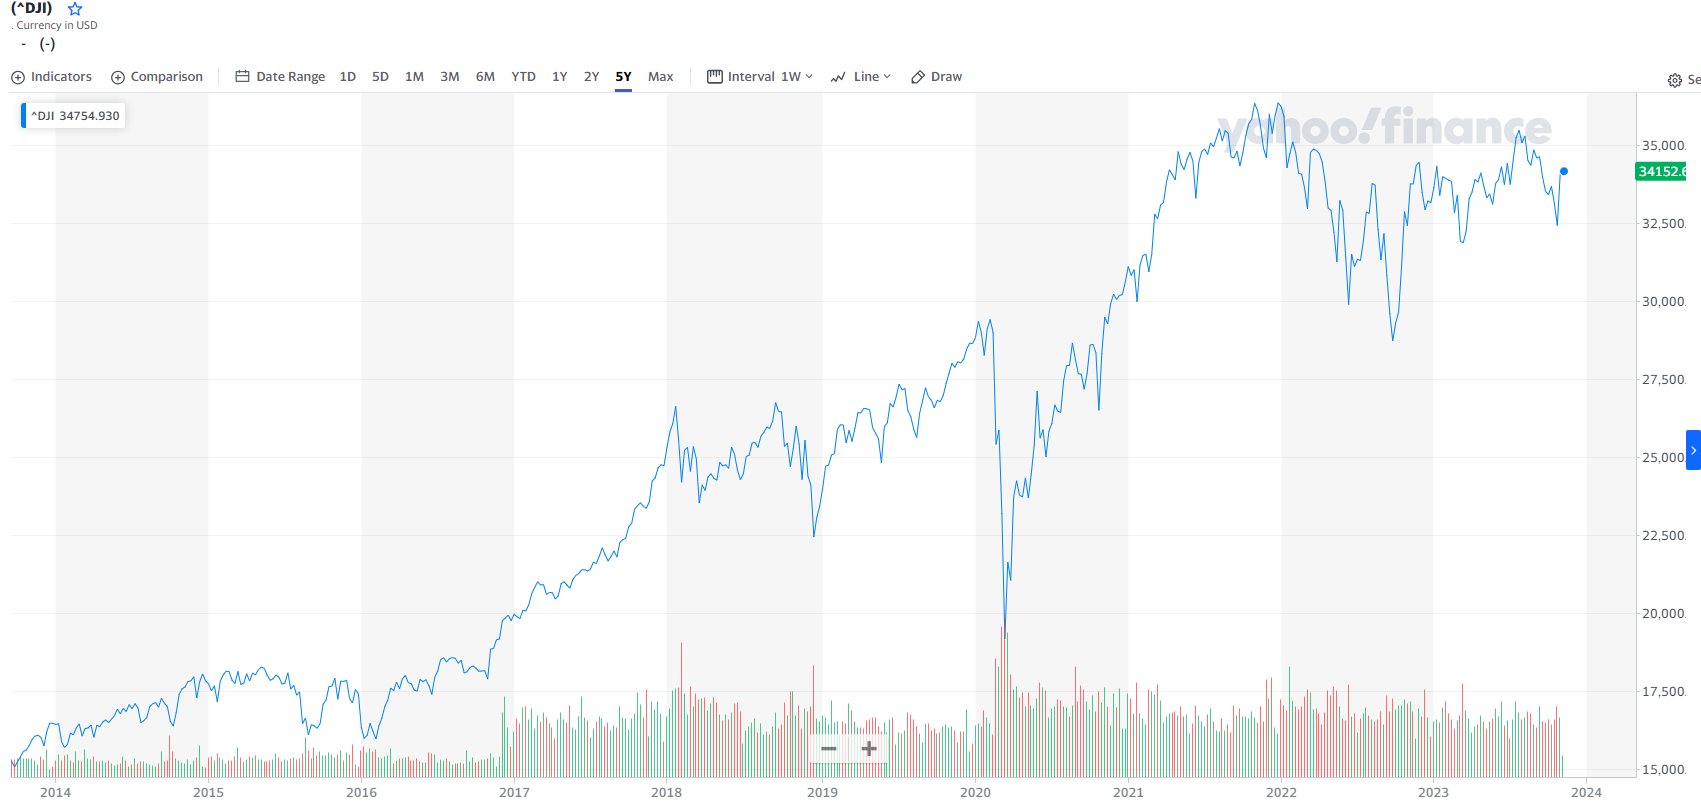 (^DJI)
. Currency in USD
- (-)
Indicators Comparison Date Range 1D 5D 1M 3M 6M YTD 1Y 2Y 5Y Max Interval 1W Line Draw Se
^DJI 34754.930
yahoo!finance
35,000.
34152.6
32,500.
30,000.
27,500.
25,000.
22,500.
20,000.
17,500.
15,000.
2014 2015 2016 2017 2018 2019 2020 2021 2022 2023 2024